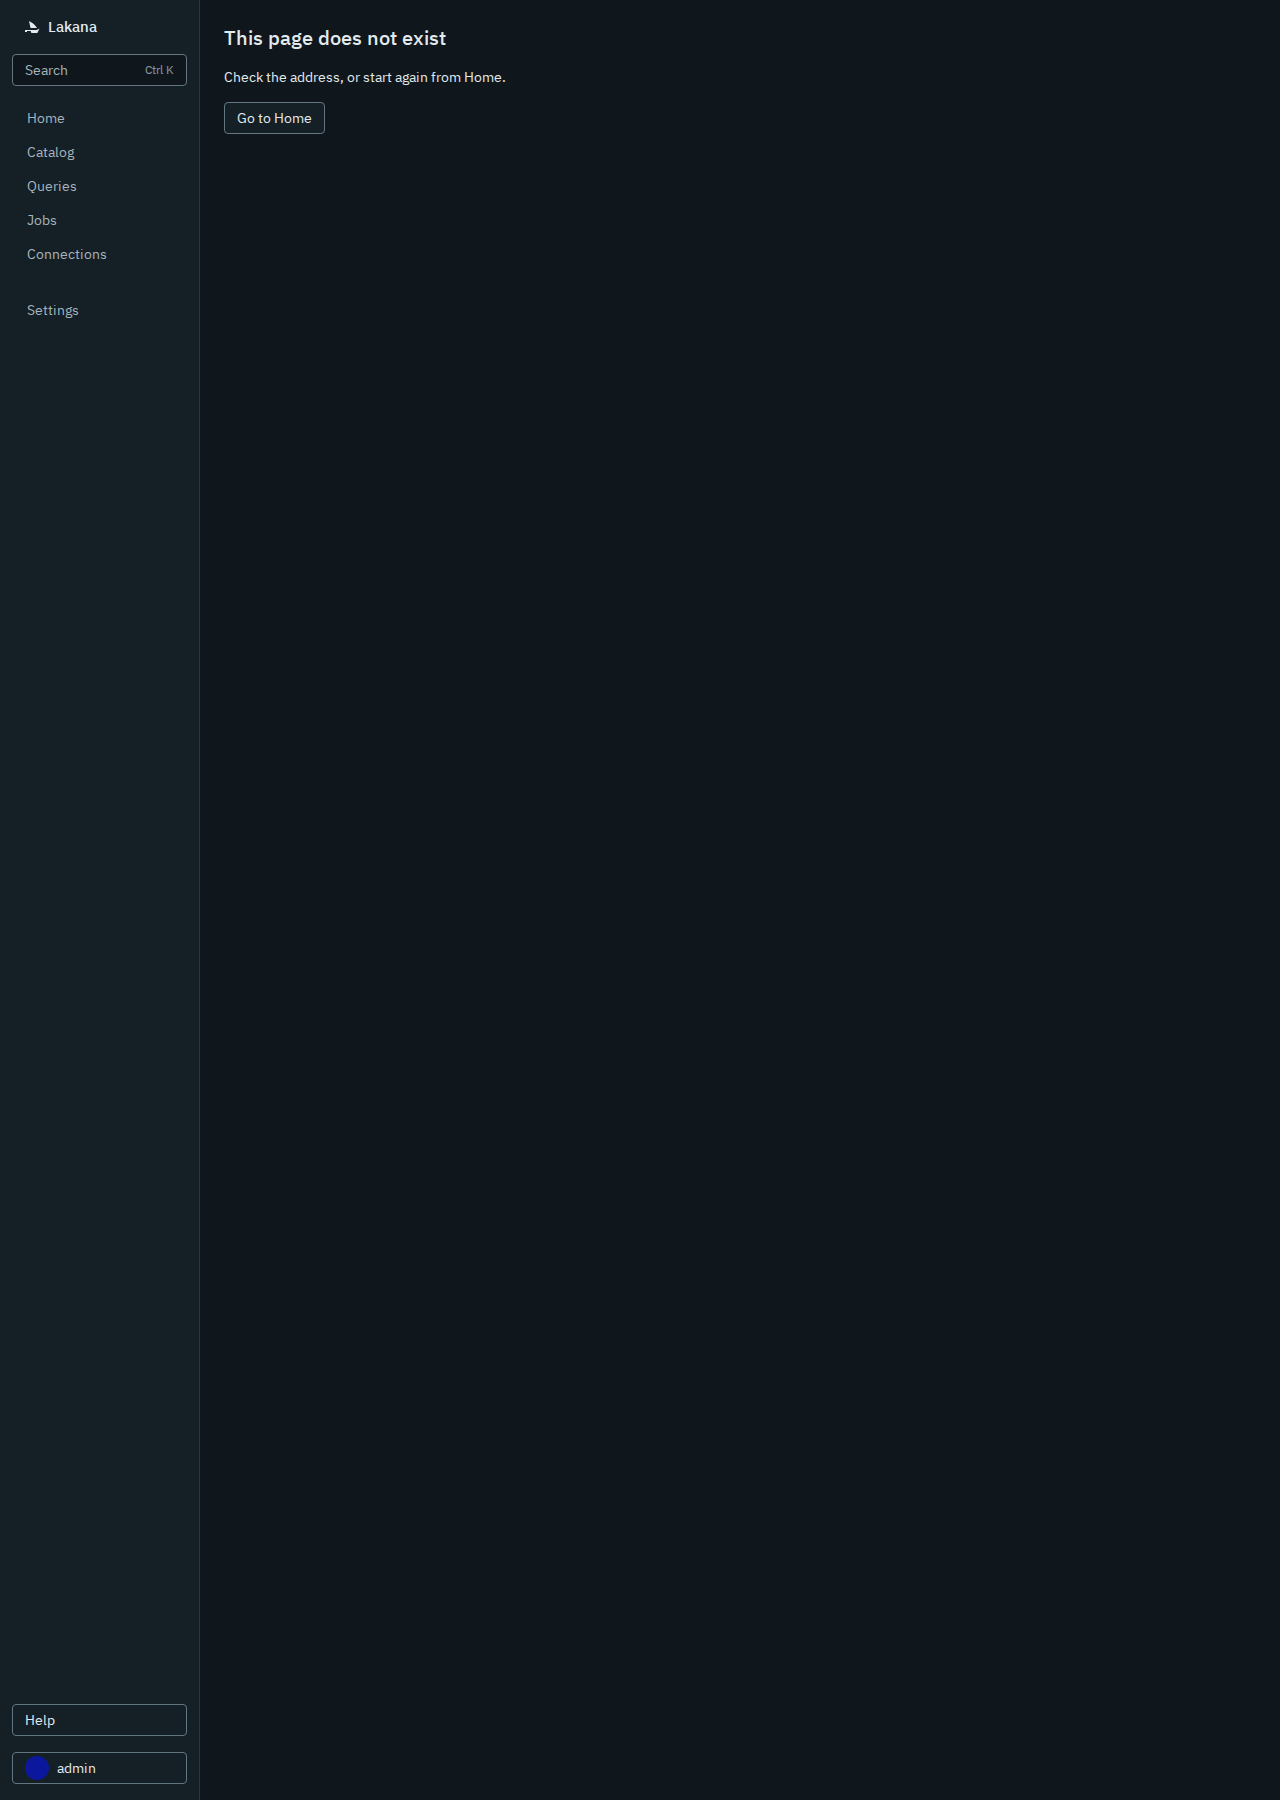 Lakana
Search Ctrl K
Home
Catalog
Queries
Jobs
Connections
Settings
Help
admin
This page does not exist
Check the address, or start again from Home.
Go to Home